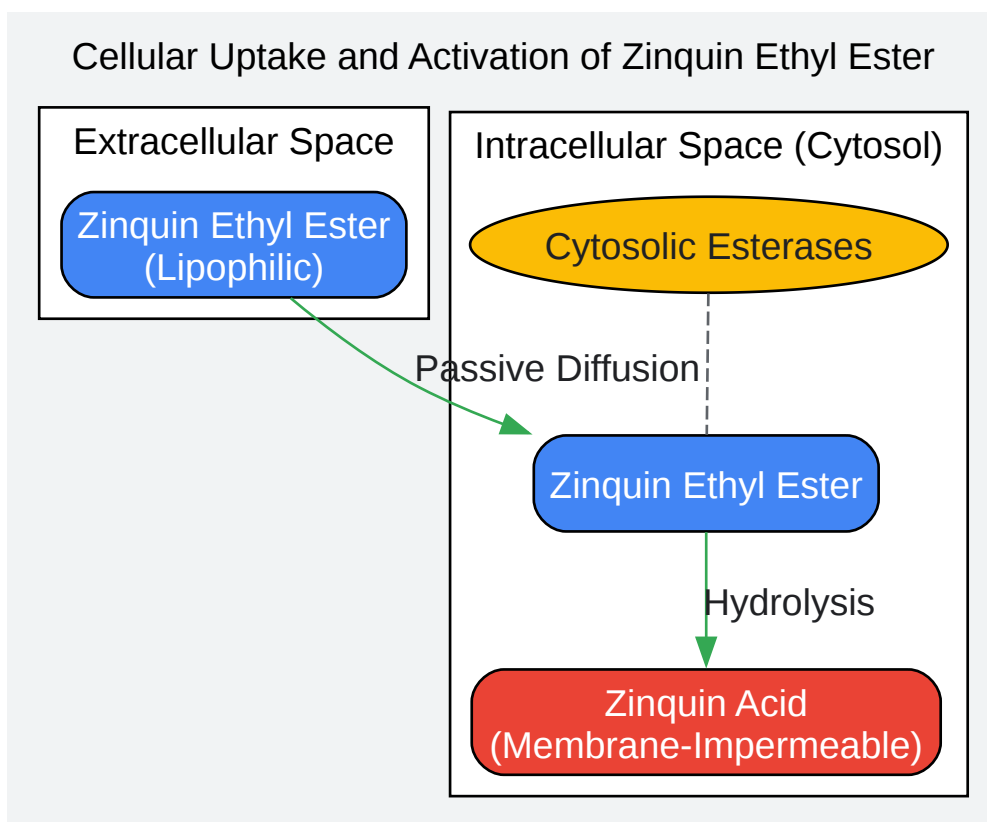 Cellular Uptake and Activation of Zinquin Ethyl Ester
Extracellular Space
Zinquin Ethyl Ester
(Lipophilic)
Intracellular Space (Cytosol)
Cytosolic Esterases
Passive Diffusion
Zinquin Ethyl Ester
Hydrolysis
Zinquin Acid
(Membrane-Impermeable)